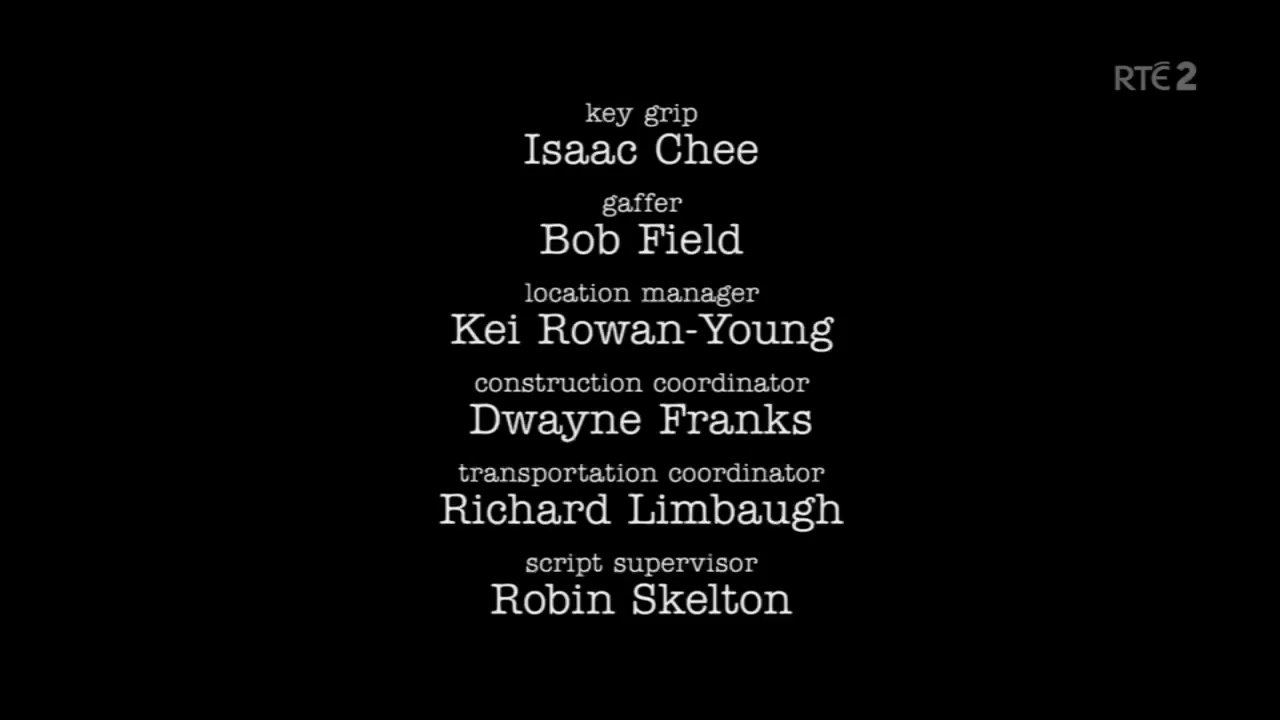 RTÉ2
key grip
Isaac Chee
gaffer
Bob Field
location manager
Kei Rowan-Young
construction coordinator
Dwayne Franks
transportation coordinator
Richard Limbaugh
script supervisor
Robin Skelton